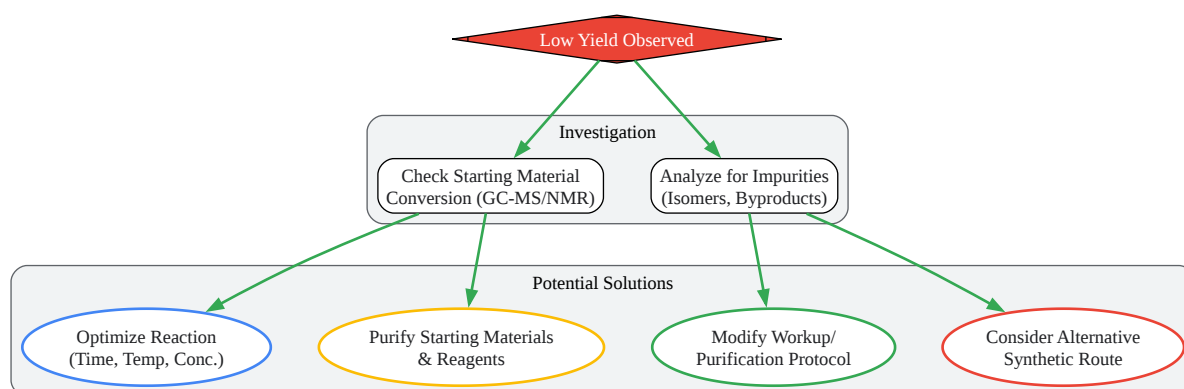 Low Yield Observed
Investigation
Check Starting Material
Conversion (GC-MS/NMR)
Analyze for Impurities
(Isomers, Byproducts)
Potential Solutions
Optimize Reaction
(Time, Temp, Conc.)
Purify Starting Materials
& Reagents
Modify Workup/
Purification Protocol
Consider Alternative
Synthetic Route